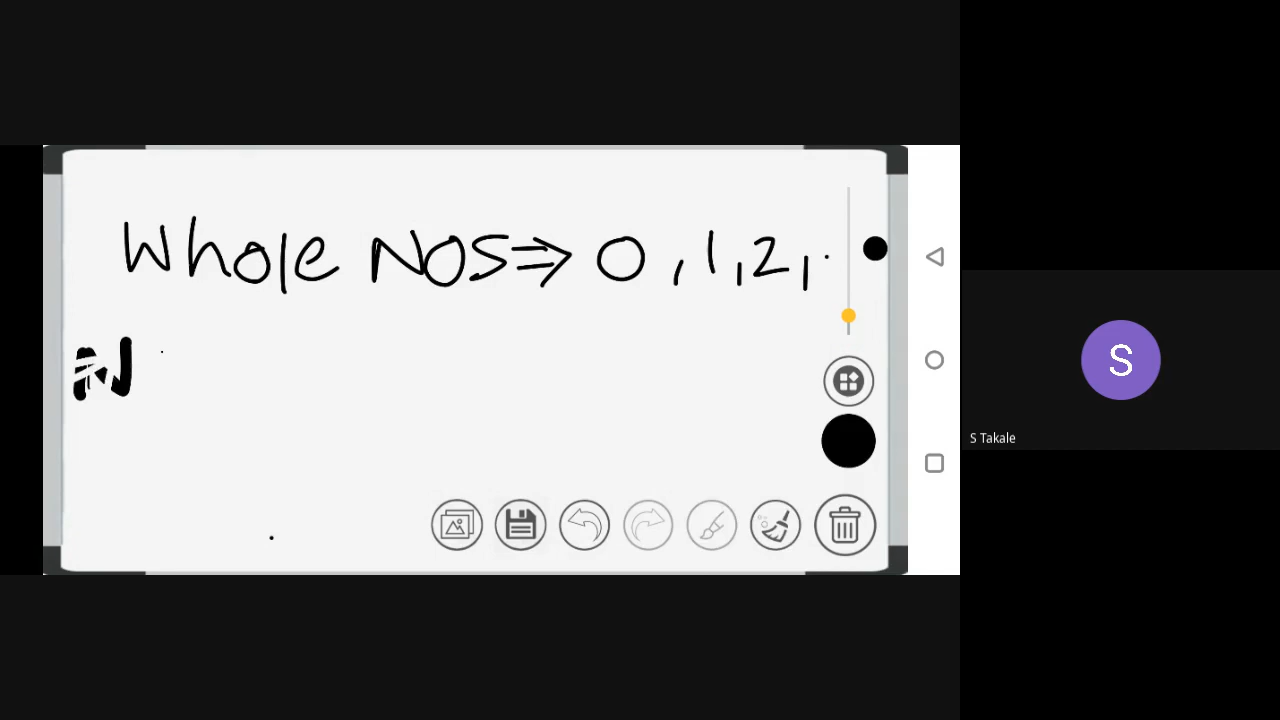 Whole NOS ⇒ 0, 1, 2, .
N
S
S Takale